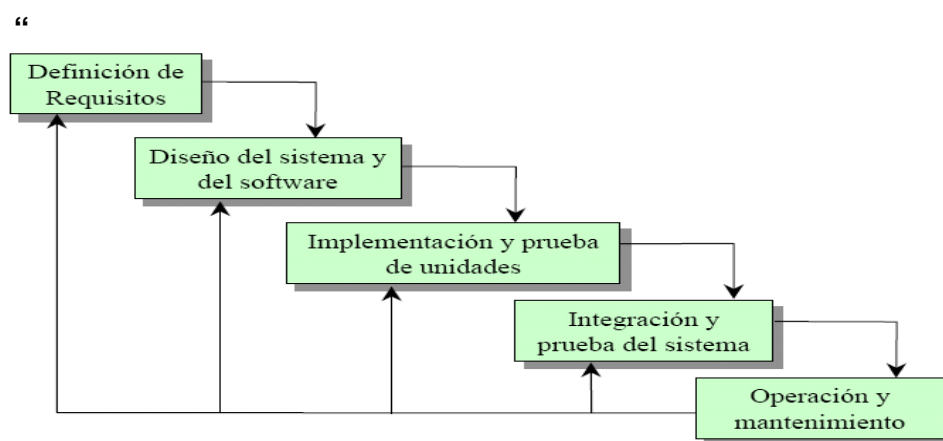 “
Definición de
Requisitos
Diseño del sistema y
del software
Implementación y prueba
de unidades
Integración y
prueba del sistema
Operación y
mantenimiento